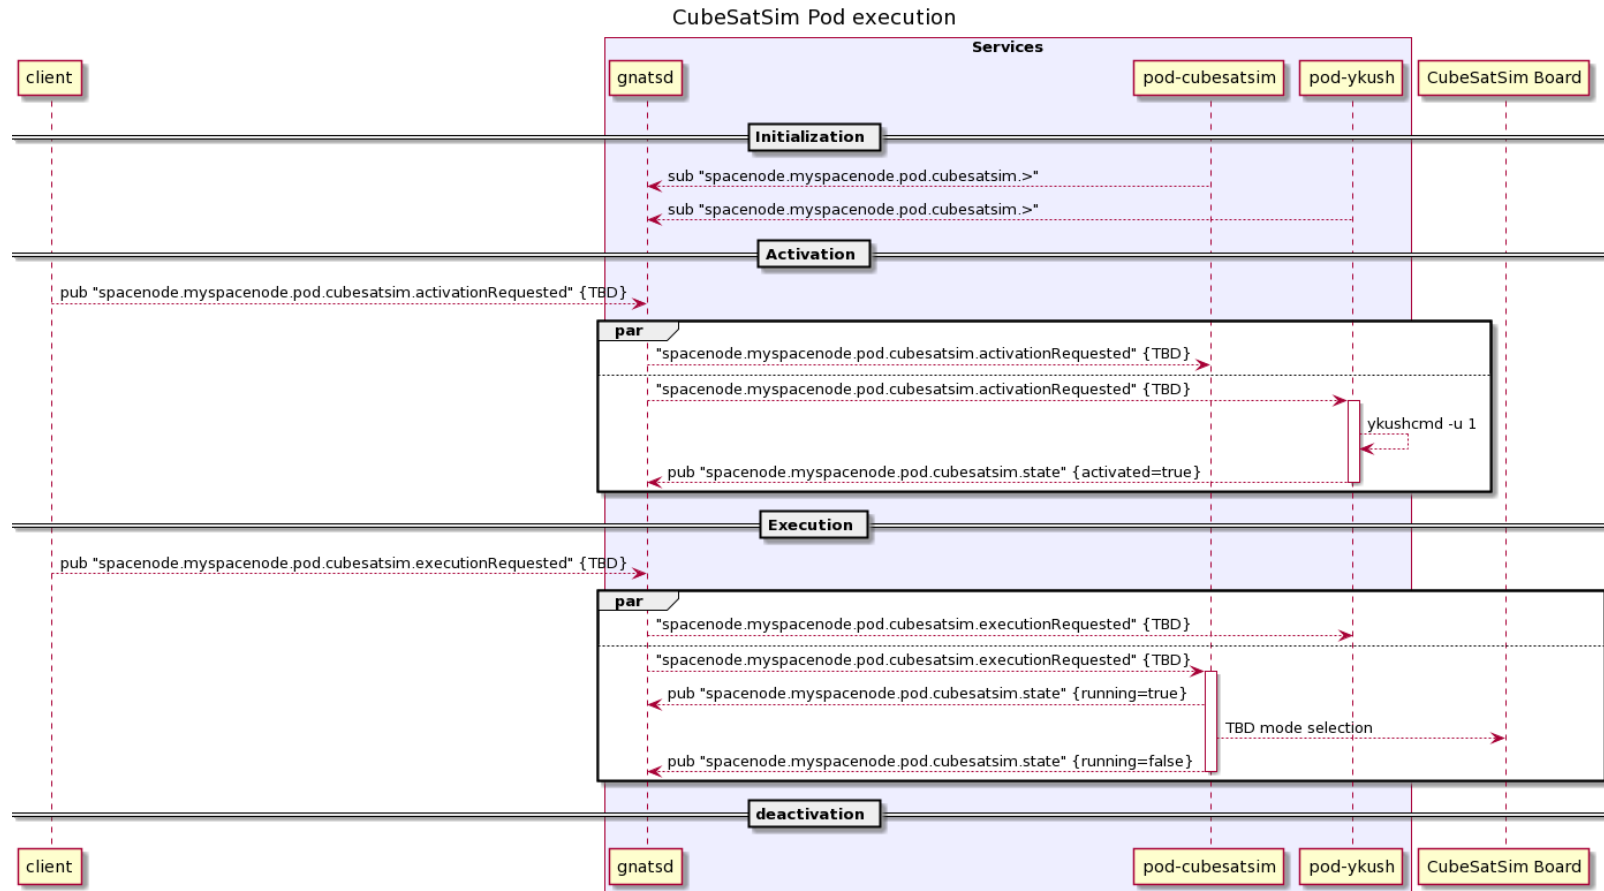 CubeSatSim Pod execution
Services
client
gnatsd
pod-cubesatsim
pod-ykush
CubeSatSim Board
Initialization
sub "spacenode.myspacenode.pod.cubesatsim.>"
sub "spacenode.myspacenode.pod.cubesatsim.>"
Activation
pub "spacenode.myspacenode.pod.cubesatsim.activationRequested" {TBD}
par
"spacenode.myspacenode.pod.cubesatsim.activationRequested" {TBD}
"spacenode.myspacenode.pod.cubesatsim.activationRequested" {TBD}
ykushcmd -u 1
pub "spacenode.myspacenode.pod.cubesatsim.state" {activated=true}
Execution
pub "spacenode.myspacenode.pod.cubesatsim.executionRequested" {TBD}
par
"spacenode.myspacenode.pod.cubesatsim.executionRequested" {TBD}
"spacenode.myspacenode.pod.cubesatsim.executionRequested" {TBD}
pub "spacenode.myspacenode.pod.cubesatsim.state" {running=true}
TBD mode selection
pub "spacenode.myspacenode.pod.cubesatsim.state" {running=false}
deactivation
client
gnatsd
pod-cubesatsim
pod-ykush
CubeSatSim Board